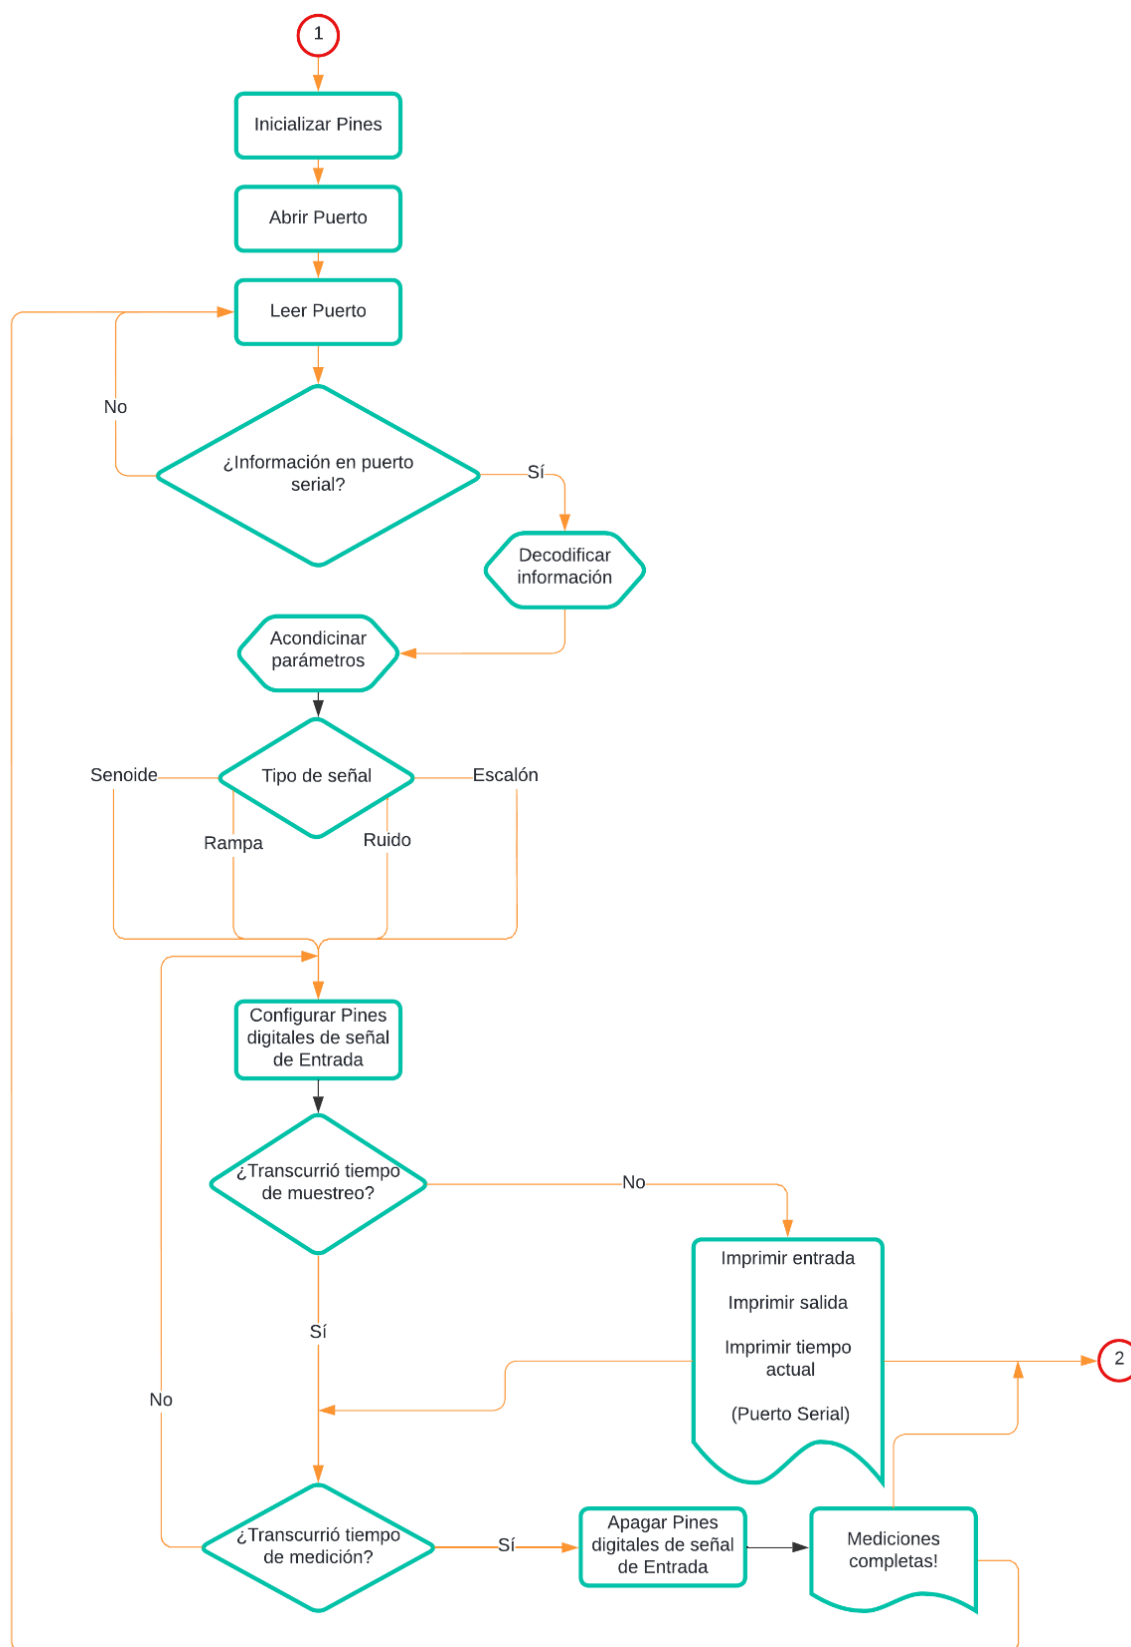 1
Inicializar Pines
Abrir Puerto
Leer Puerto
No
¿Información en puerto
serial?
Sí
Decodificar
información
Acondicinar
parámetros
Senoide
Tipo de señal
Escalón
Rampa
Ruido
Configurar Pines
digitales de señal
de Entrada
¿Transcurrió tiempo
de muestreo?
No
Imprimir entrada
Imprimir salida
Imprimir tiempo
actual
(Puerto Serial)
Sí
2
No
¿Transcurrió tiempo
de medición?
Sí
Apagar Pines
digitales de señal
de Entrada
Mediciones
completas!